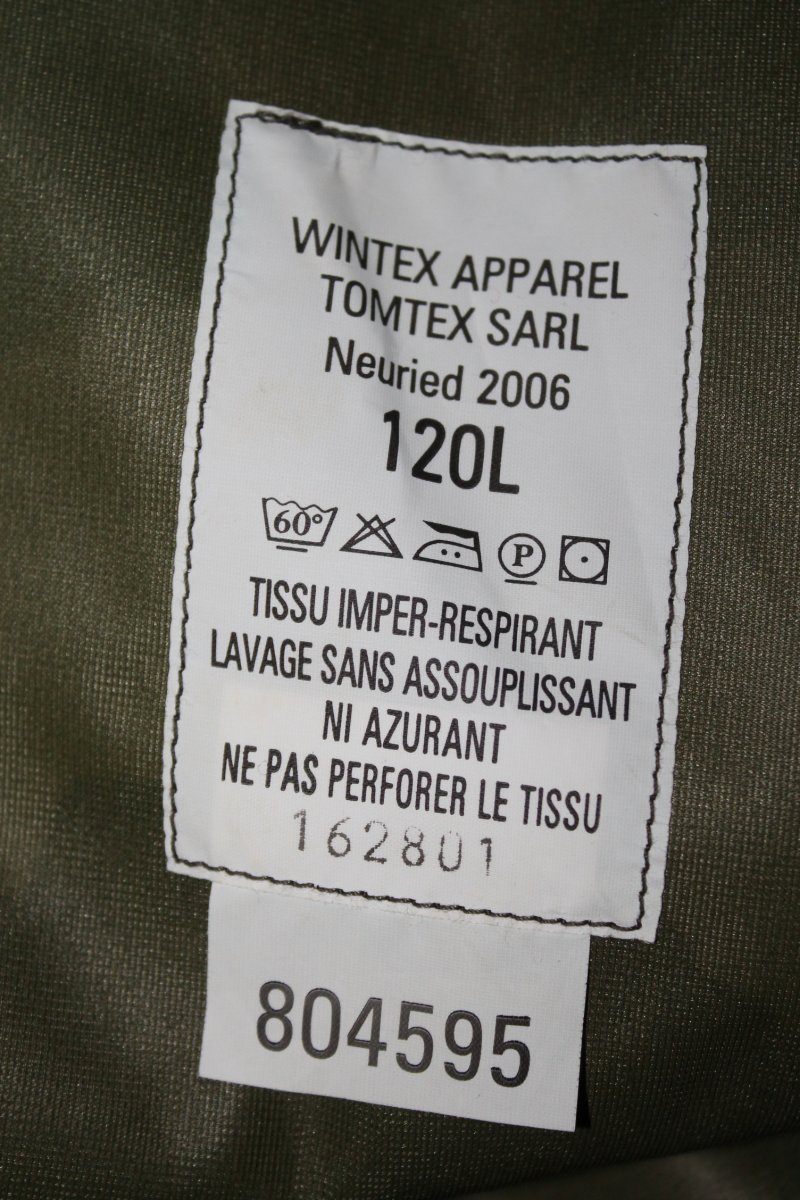 WINTEX APPAREL
TOMTEX SARL
Neuried 2006
120L
60° P
TISSU IMPER-RESPIRANT
LAVAGE SANS ASSOUPLISSANT
NI AZURANT
NE PAS PERFORER LE TISSU
162801
804595